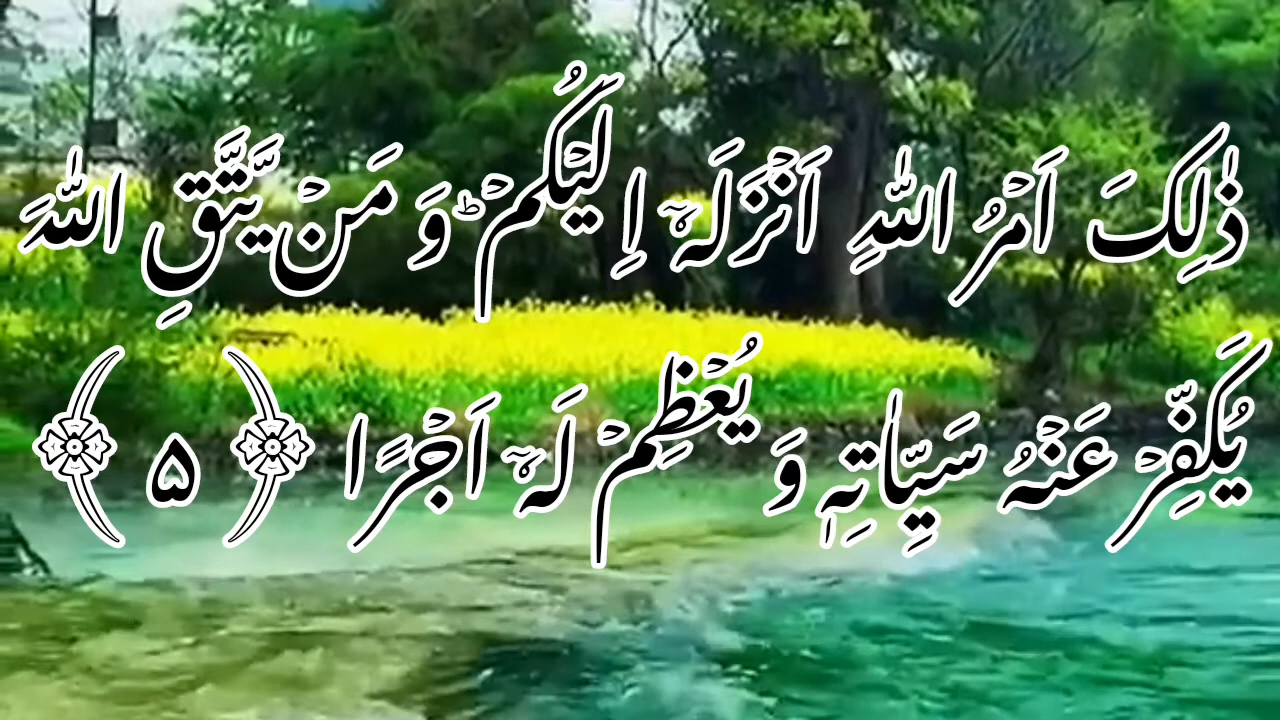 ذٰلِكَ اَمْرُ اللّٰهِ اَنْزَلَهٗۤ اِلَیْكُمْ ؕ وَ مَنْ یَّتَّقِ اللّٰهَ
یُكَفِّرْ عَنْهُ سَیِّاٰتِهٖ وَ یُعْظِمْ لَهٗۤ اَجْرًا ﴿۵﴾